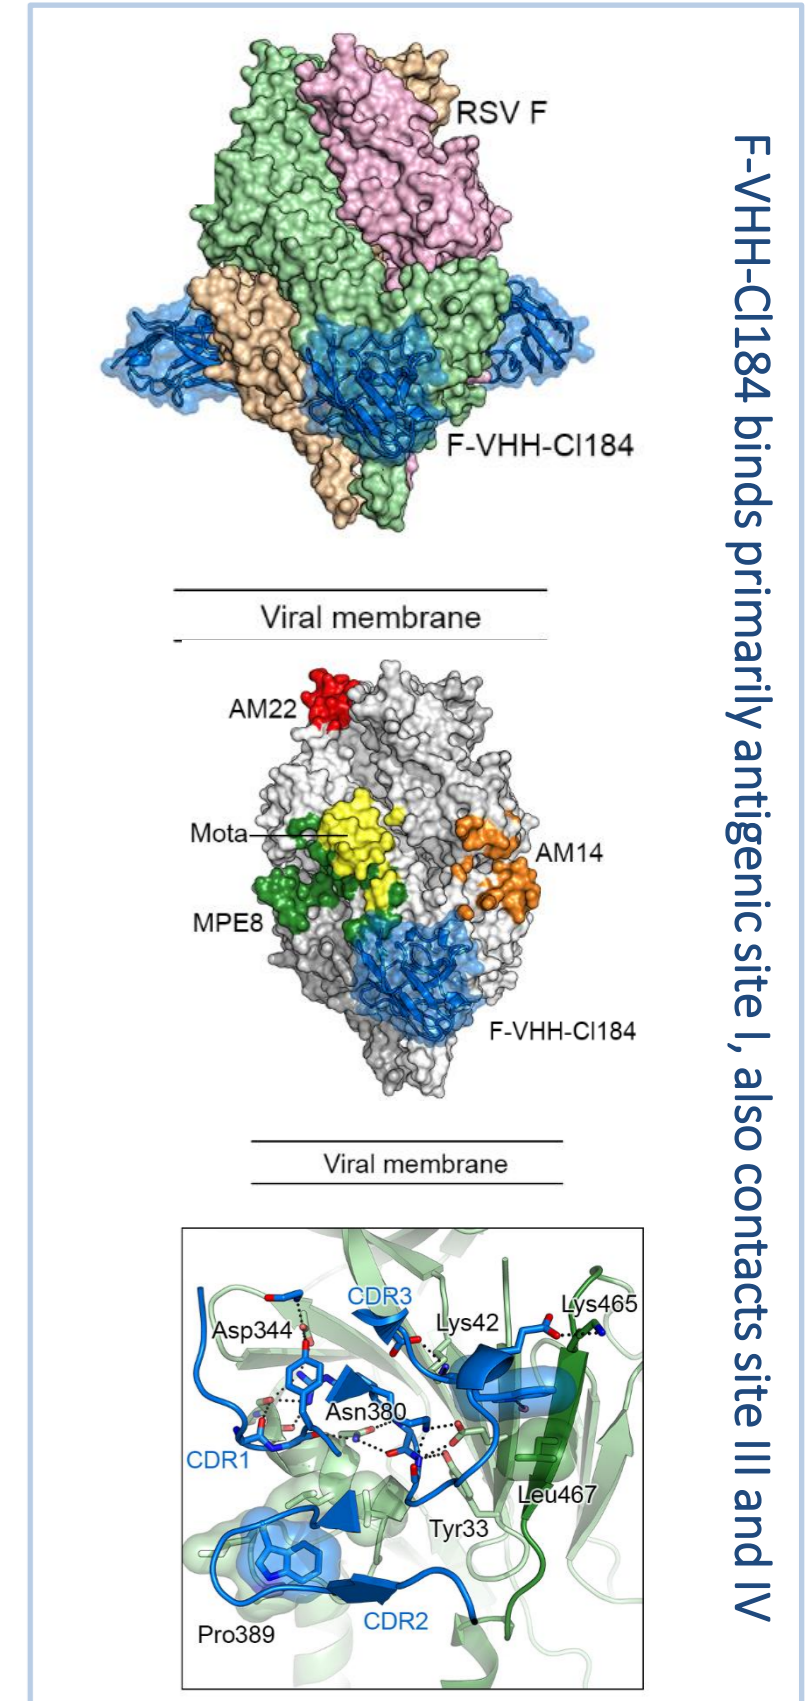 RSV F
F-VHH-Cl184
Viral membrane
AM22
Mota
AM14
MPE8
F-VHH-Cl184
Viral membrane
CDR3
Lys465
Lys42
Asp344
Asn380
CDR1
Leu467
Tyr33
CDR2
Pro389
F-VHH-Cl184 binds primarily antigenic site I, also contacts site III and IV